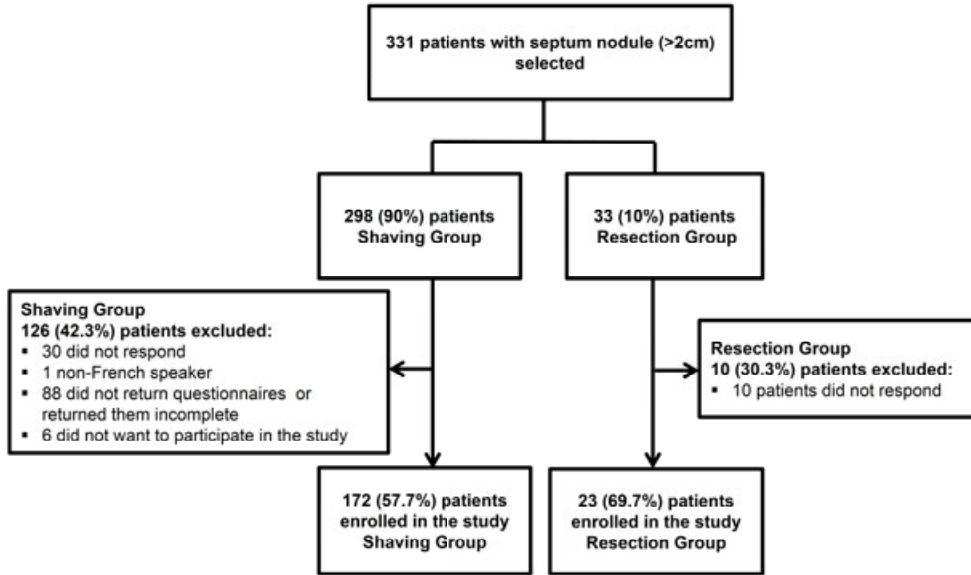 331 patients with septum nodule (>2cm)
selected
298 (90%) patients
Shaving Group
33 (10%) patients
Resection Group
Shaving Group
126 (42.3%) patients excluded:
▪ 30 did not respond
▪ 1 non-French speaker
▪ 88 did not return questionnaires or
returned them incomplete
▪ 6 did not want to participate in the study
Resection Group
10 (30.3%) patients excluded:
▪ 10 patients did not respond
172 (57.7%) patients
enrolled in the study
Shaving Group
23 (69.7%) patients
enrolled in the study
Resection Group